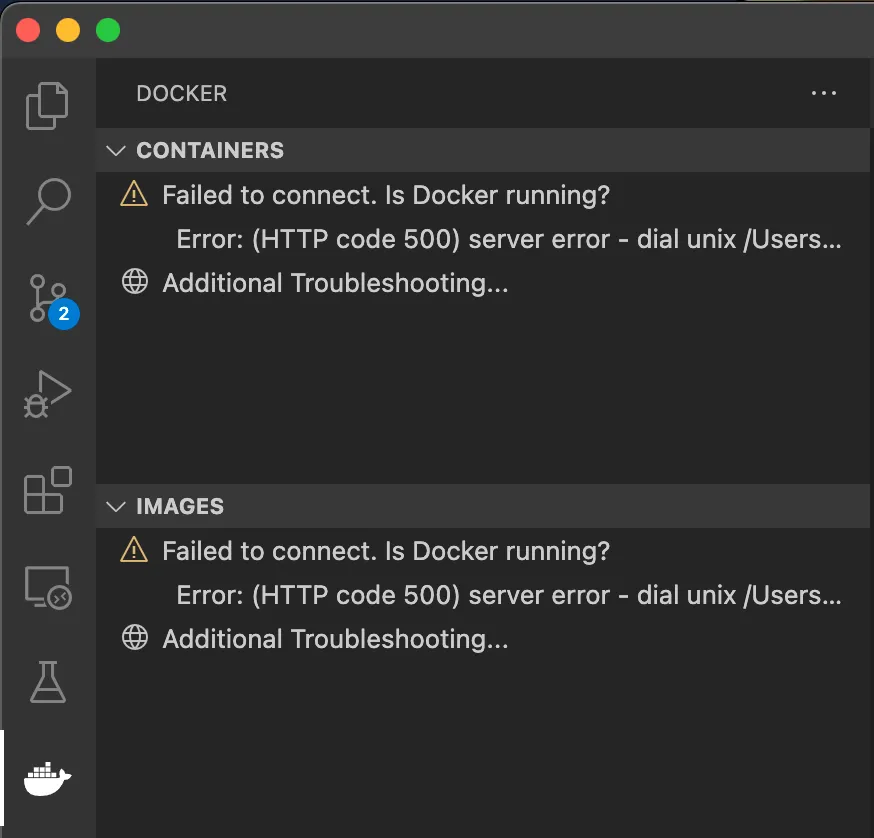 DOCKER
CONTAINERS
Failed to connect. Is Docker running?
Error: (HTTP code 500) server error - dial unix /Users...
Additional Troubleshooting...
2
IMAGES
Failed to connect. Is Docker running?
Error: (HTTP code 500) server error - dial unix /Users...
Additional Troubleshooting...